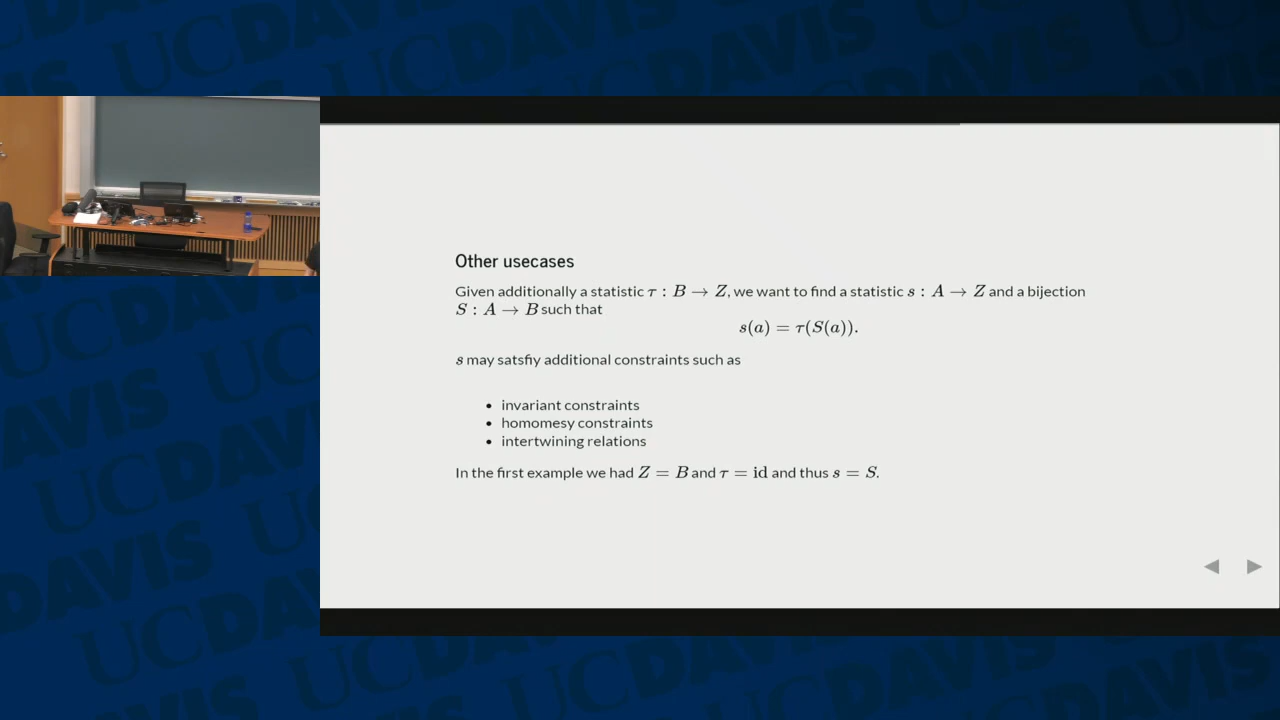 Other usecases
Given additionally a statistic τ : B → Z, we want to find a statistic s : A → Z and a bijection
S : A → B such that
s(a) = τ(S(a)).
s may satsfiy additional constraints such as
• invariant constraints
• homomesy constraints
• intertwining relations
In the first example we had Z = B and τ = id and thus s = S.